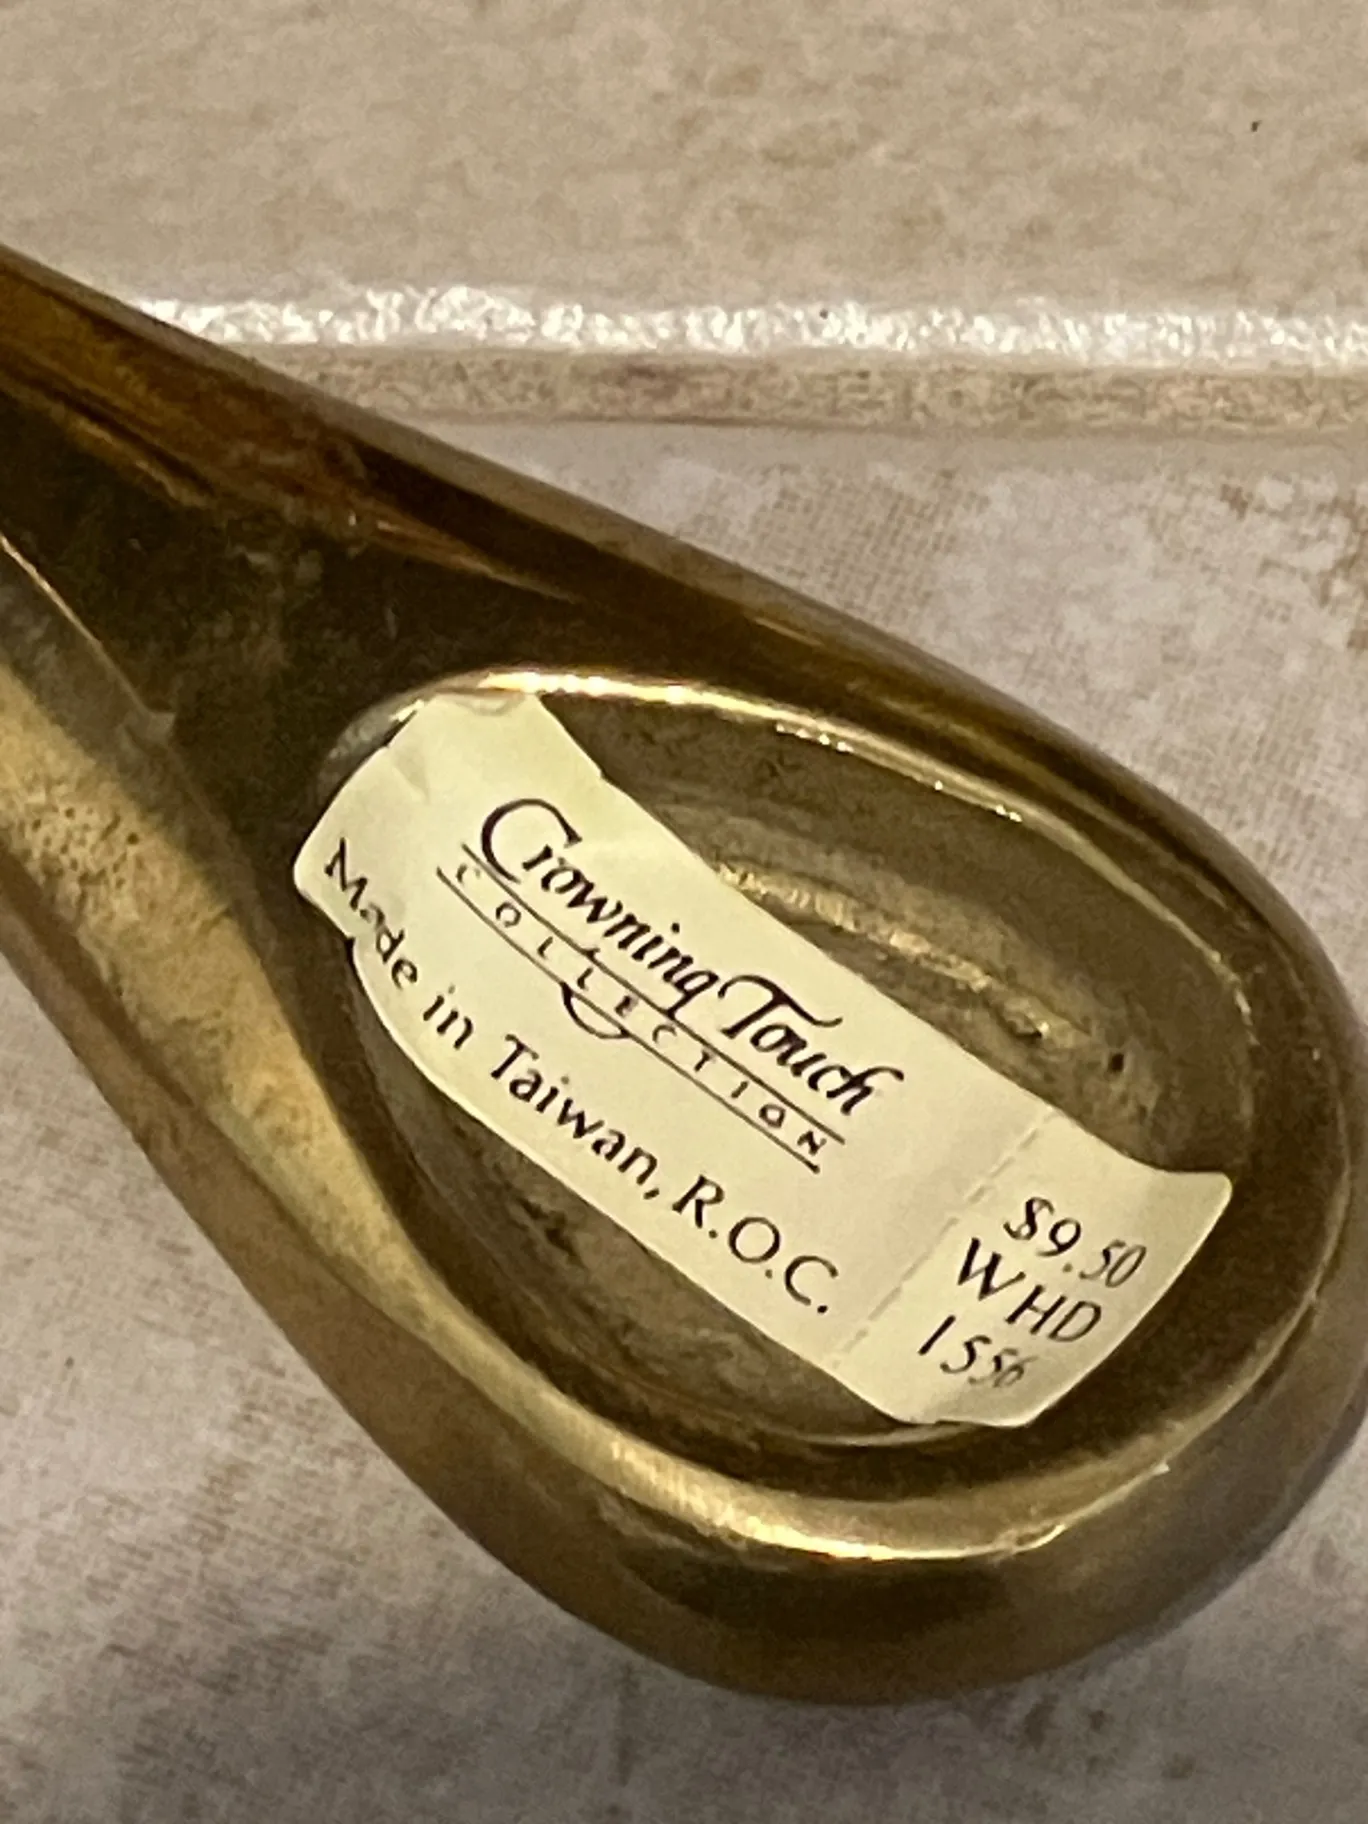 Crowning Touch
COLLECTION
Made in Taiwan, R.O.C.
$9.50
WHD
1556